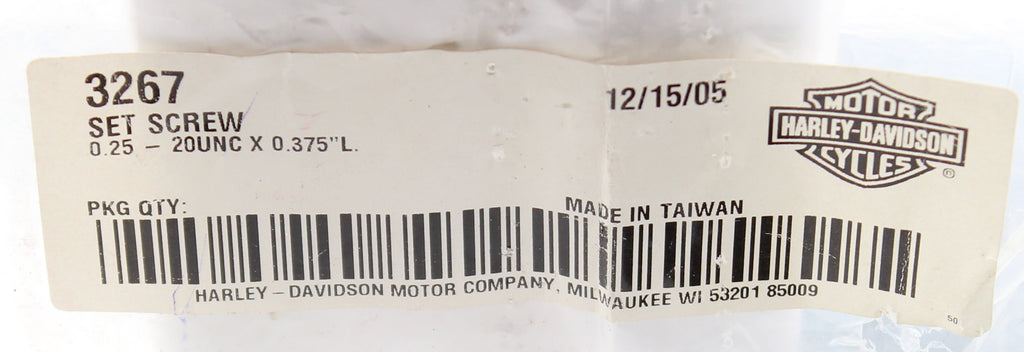 3267
12/15/05
SET SCREW
0.25 – 20UNC X 0.375"L.
MOTOR
HARLEY-DAVIDSON
CYCLES
®
PKG QTY:
MADE IN TAIWAN
HARLEY – DAVIDSON MOTOR COMPANY, MILWAUKEE WI 53201 85009
50